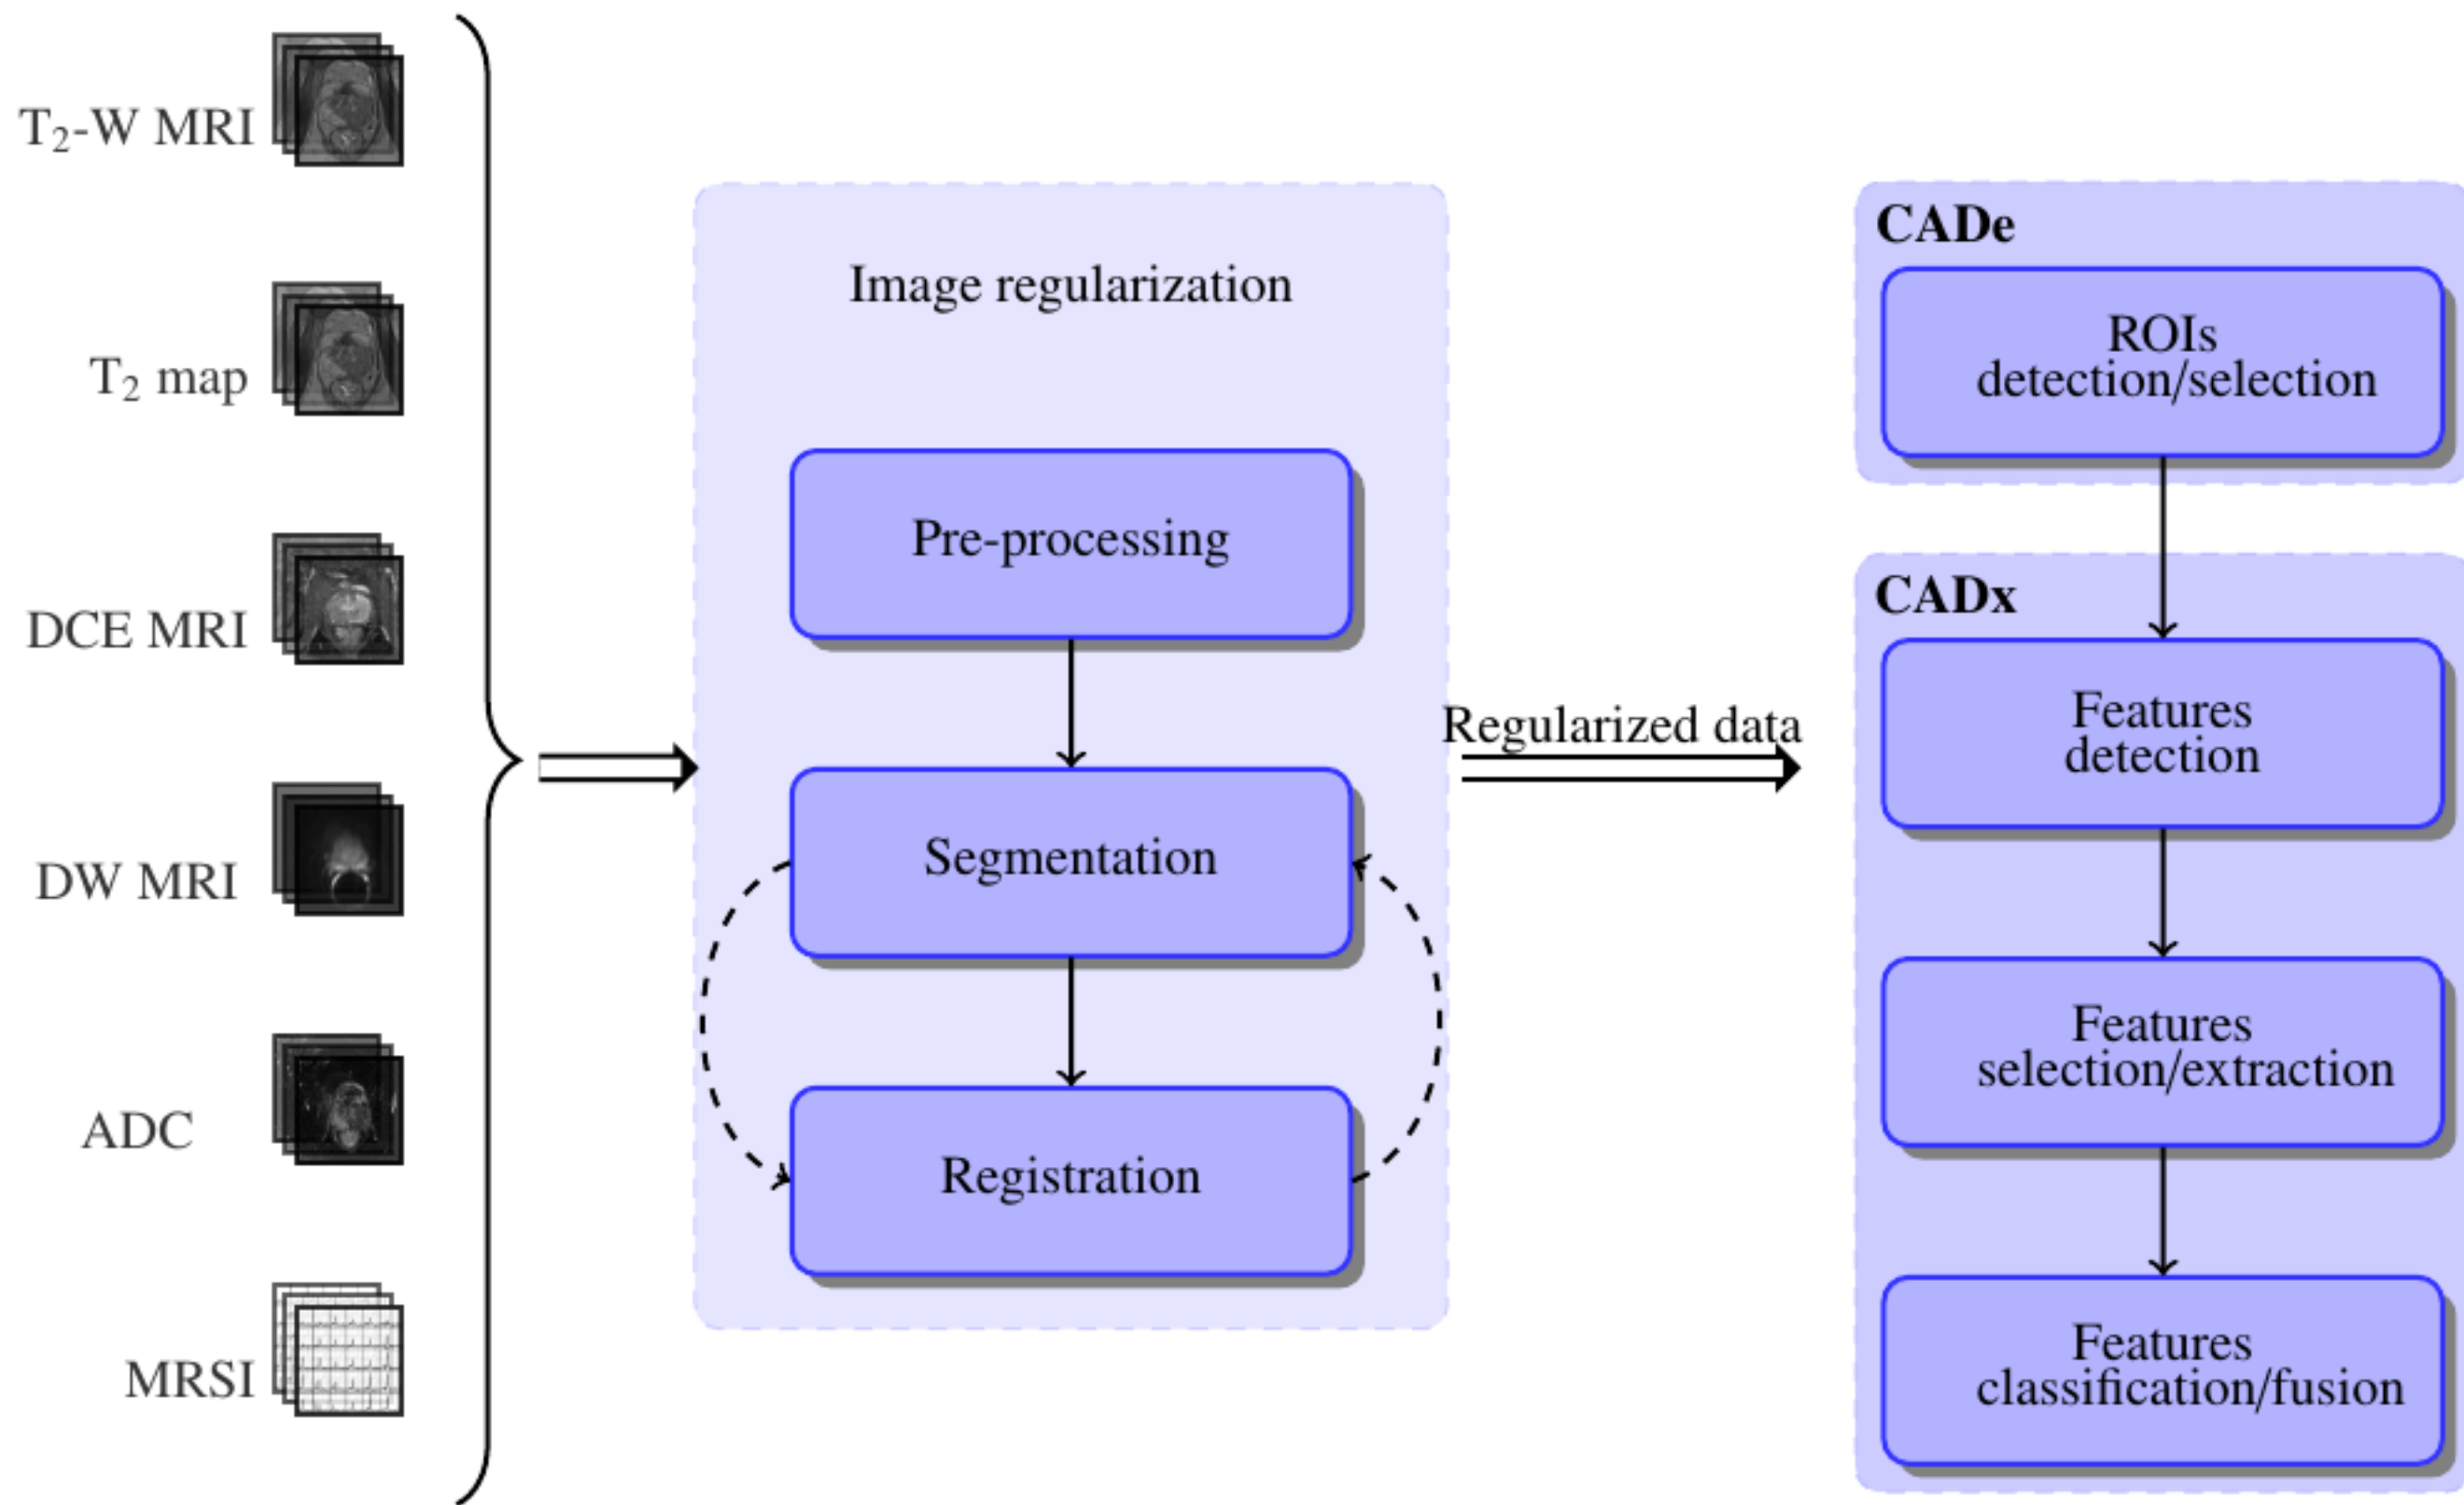 T₂-W MRI
T₂ map
DCE MRI
DW MRI
ADC
MRSI
Image regularization
Pre-processing
Segmentation
Registration
Regularized data
CADe
ROIs
detection/selection
CADx
Features
detection
Features
selection/extraction
Features
classification/fusion